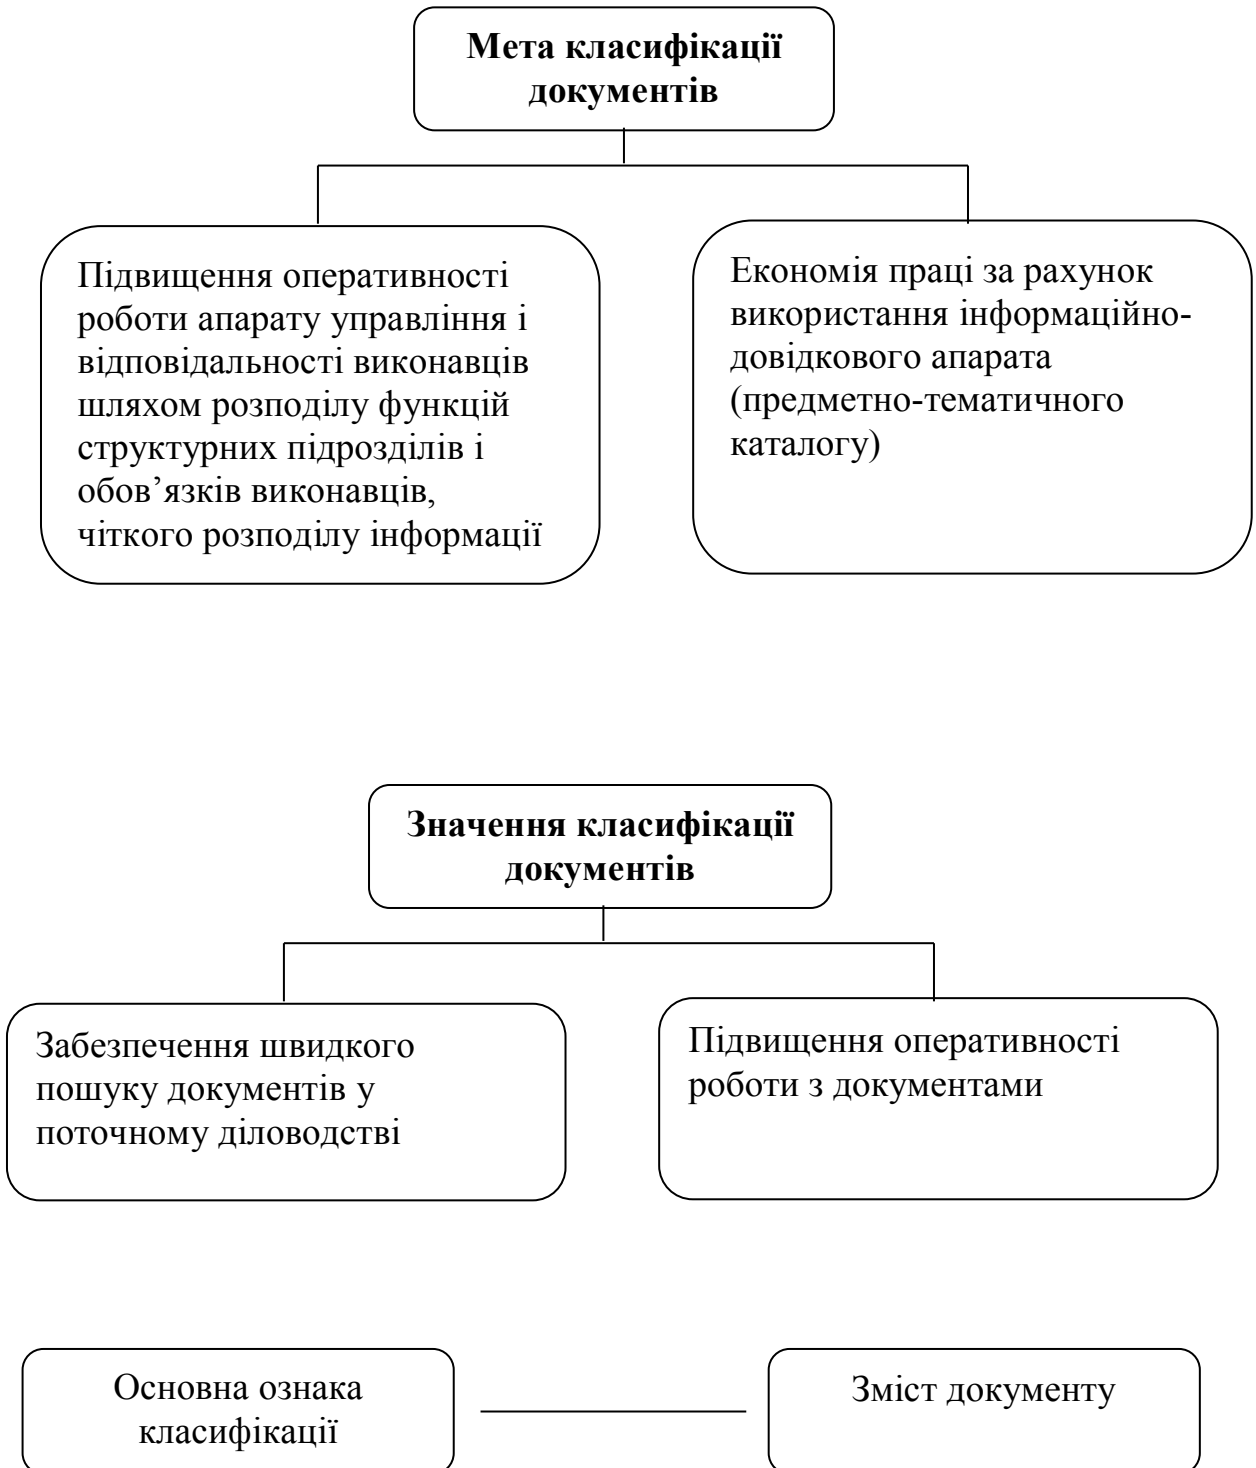 Мета класифікації
документів
Підвищення оперативності
роботи апарату управління і
відповідальності виконавців
шляхом розподілу функцій
структурних підрозділів і
обов’язків виконавців,
чіткого розподілу інформації
Економія праці за рахунок
використання інформаційно-
довідкового апарата
(предметно-тематичного
каталогу)
Значення класифікації
документів
Забезпечення швидкого
пошуку документів у
поточному діловодстві
Підвищення оперативності
роботи з документами
Основна ознака
класифікації
Зміст документу